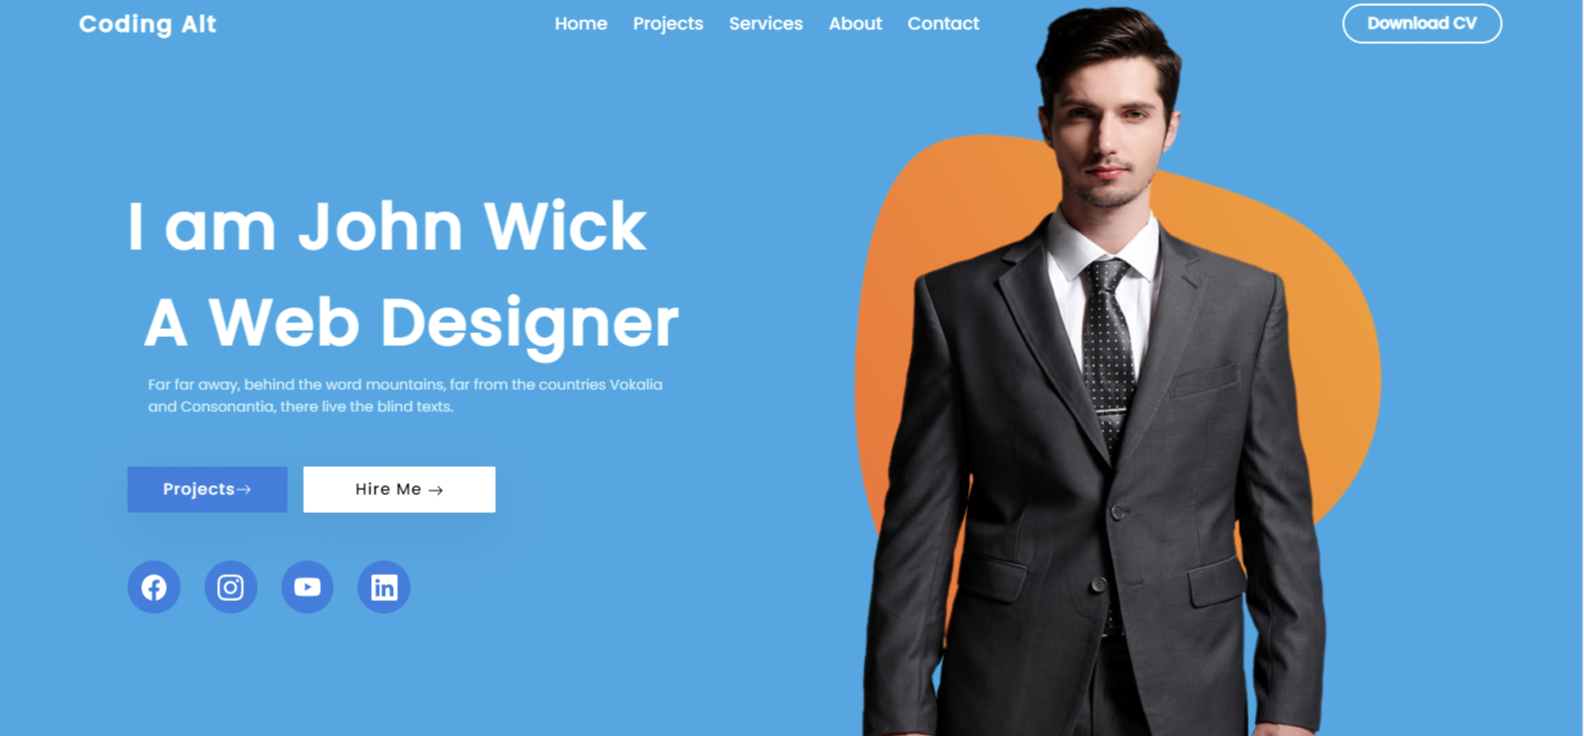 Coding Alt
Home Projects Services About Contact
Download CV
I am John Wick
A Web Designer
Far far away, behind the word mountains, far from the countries Vokalia
and Consonantia, there live the blind texts.
Projects→
Hire Me →